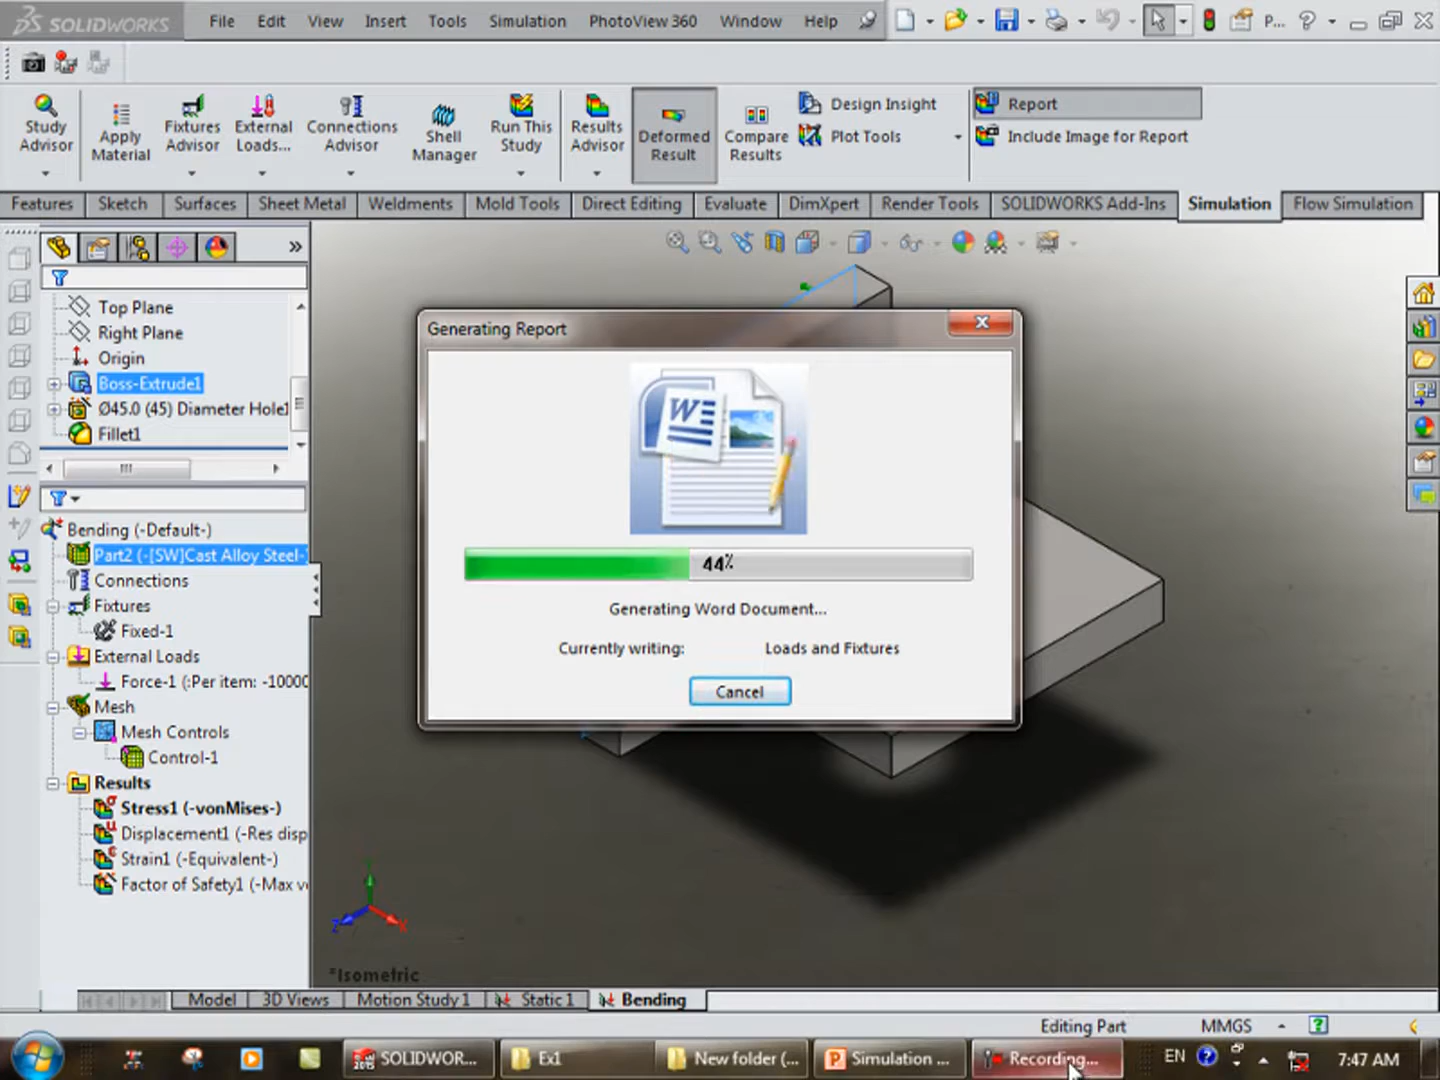 SOLIDWORKS
File Edit View Insert Tools Simulation PhotoView 360 Window Help P...
Study Advisor
Apply Material
Fixtures Advisor
External Loads...
Connections Advisor
Shell Manager
Run This Study
Results Advisor
Deformed Result
Compare Results
Design Insight
Plot Tools
Report
Include Image for Report
Features Sketch Surfaces Sheet Metal Weldments Mold Tools Direct Editing Evaluate DimXpert Render Tools SOLIDWORKS Add-Ins Simulation Flow Simulation
Top Plane
Right Plane
Origin
Boss-Extrude1
Ø45.0 (45) Diameter Hole1
Fillet1
Bending (-Default-)
Part2 (-[SW]Cast Alloy Steel-
Connections
Fixtures
Fixed-1
External Loads
Force-1 (:Per item: -10000
Mesh
Mesh Controls
Control-1
Results
Stress1 (-vonMises-)
Displacement1 (-Res disp
Strain1 (-Equivalent-)
Factor of Safety1 (-Max v
Generating Report
W
44%
Generating Word Document...
Currently writing: Loads and Fixtures
Cancel
*Isometric
Model 3D Views Motion Study 1 Static 1 Bending
Editing Part MMGS
SOLIDWOR... Ex1 New folder (... Simulation ... Recording... EN 7:47 AM